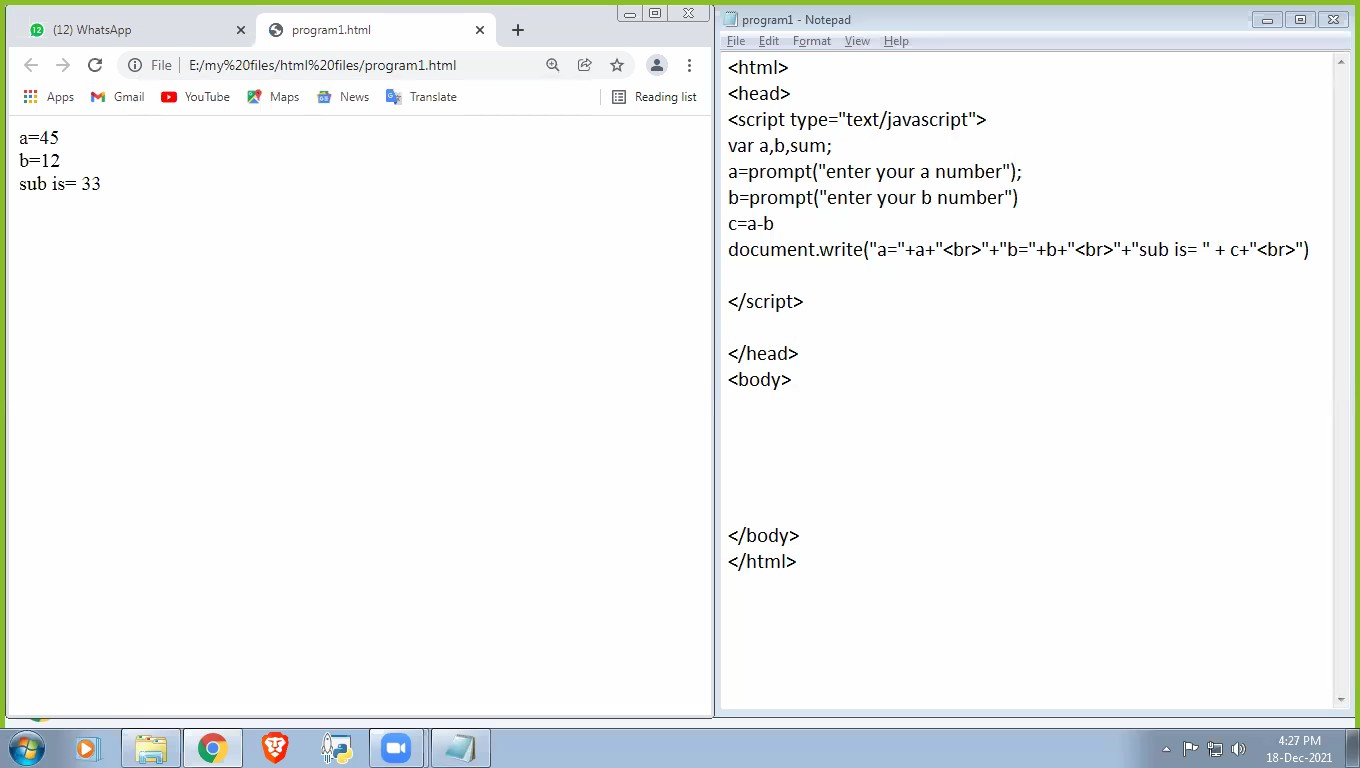 (12) WhatsApp
program1.html
File
E:/my%20files/html%20files/program1.html
Apps
Gmail
YouTube
Maps
News
Translate
Reading list
a=45
b=12
sub is= 33
program1 - Notepad
File Edit Format View Help
<html>
<head>
<script type="text/javascript">
var a,b,sum;
a=prompt("enter your a number");
b=prompt("enter your b number")
c=a-b
document.write("a="+a+"<br>"+"b="+b+"<br>"+"sub is= " + c+"<br>")
</script>
</head>
<body>
</body>
</html>
4:27 PM
18-Dec-2021